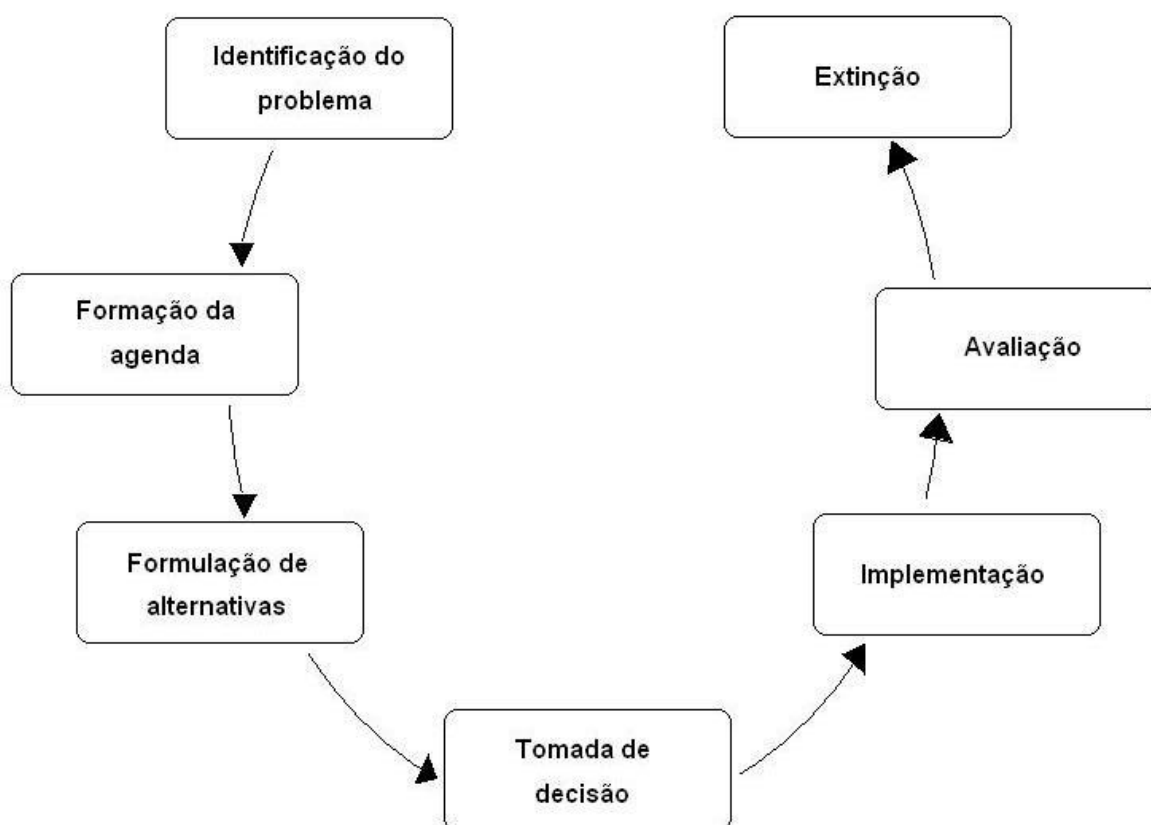 Identificação do
problema
Formação da
agenda
Formulação de
alternativas
Tomada de
decisão
Implementação
Avaliação
Extinção